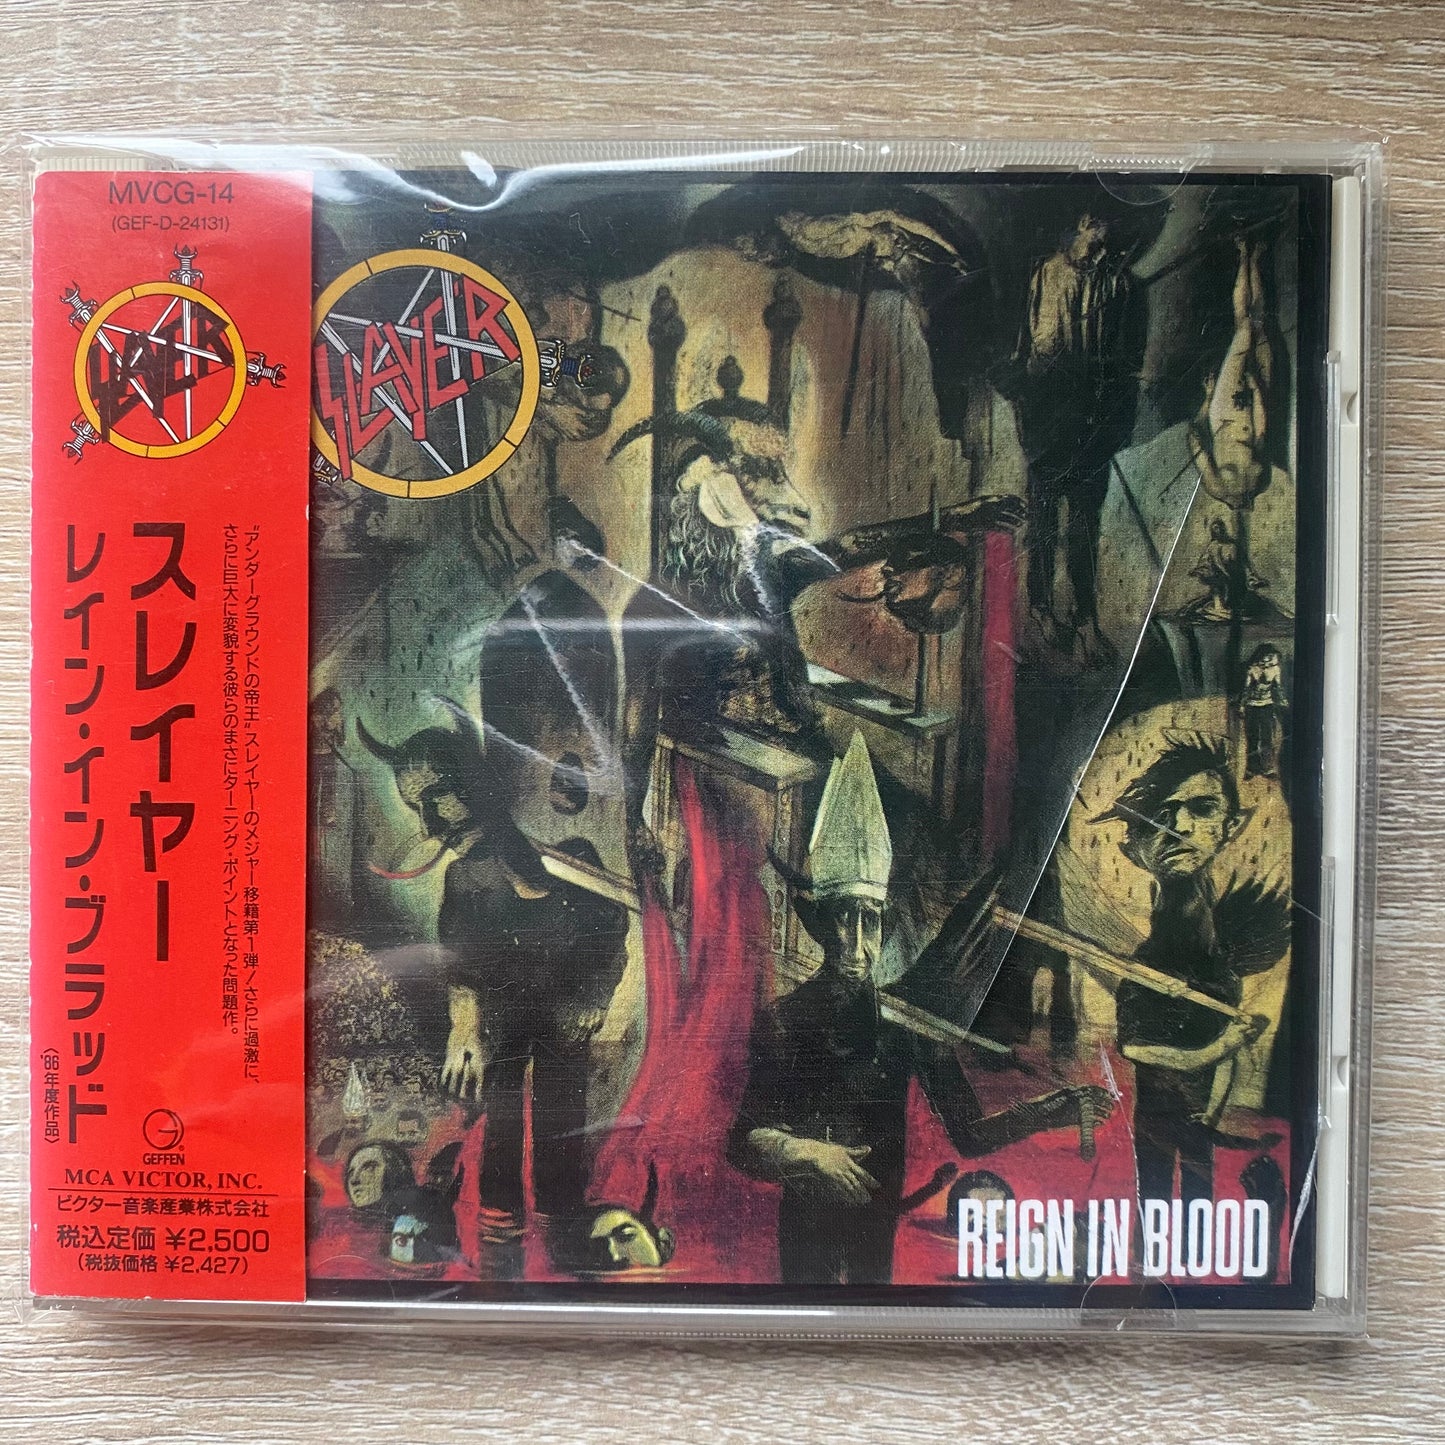 MVCG-14
(GEF-D-24131)
SLAYER
スレイヤー
レイン・イン・ブラッド
〈'86年度作品〉
“アンダーグラウンドの帝王”スレイヤーのメジャー移籍第1弾!さらに過激に、
さらに巨大に変貌する彼らのまさにターニング・ポイントとなった問題作。
GEFFEN
MCA VICTOR, INC.
ビクター音楽産業株式会社
税込定価 ¥2,500
(税抜価格 ¥2,427)
SLAYER
REIGN IN BLOOD